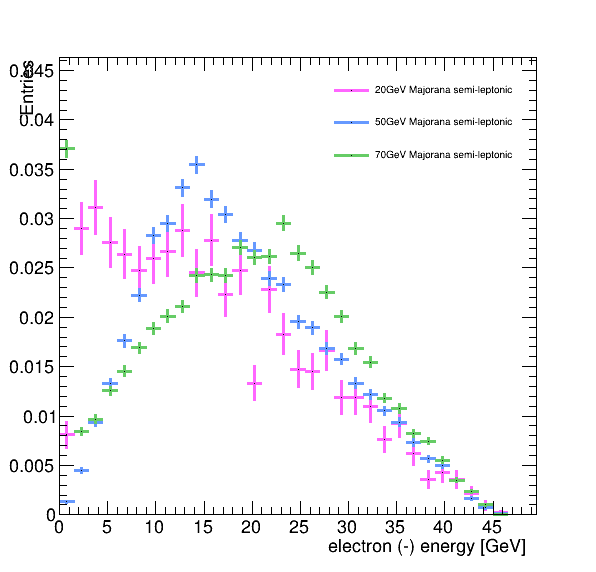 0.045
Entries
0.04
0.035
0.03
0.025
0.02
0.015
0.01
0.005
0
20GeV Majorana semi-leptonic
50GeV Majorana semi-leptonic
70GeV Majorana semi-leptonic
0 5 10 15 20 25 30 35 40 45
electron (-) energy [GeV]